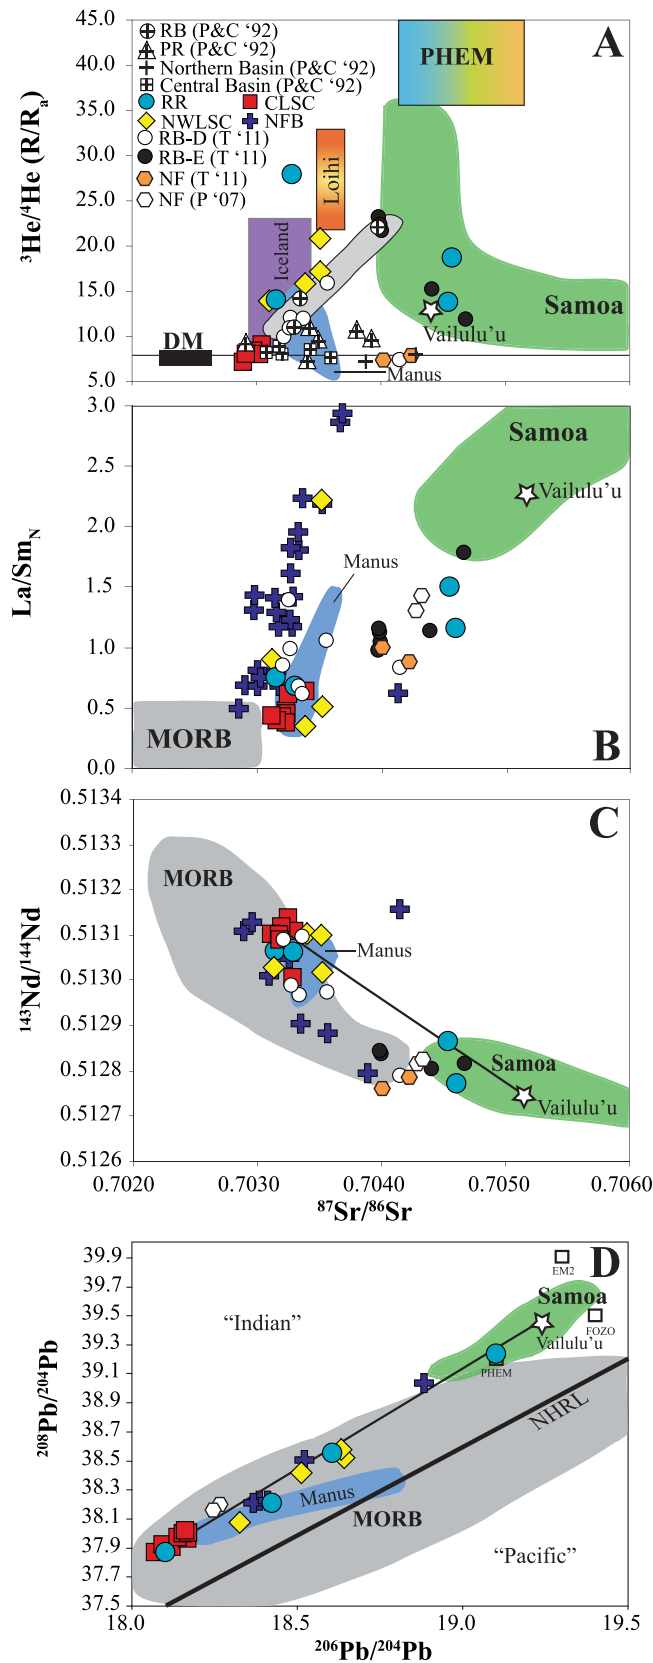 A
45.0
40.0
35.0
30.0
25.0
20.0
15.0
10.0
5.0
³He/⁴He (R/Rₐ)
RB (P&C '92)
PR (P&C '92)
Northern Basin (P&C '92)
Central Basin (P&C '92)
RR
CLSC
NWLSC
NFB
RB-D (T '11)
RB-E (T '11)
NF (T '11)
NF (P '07)
PHEM
Loihi
Iceland
Samoa
Vailulu'u
DM
Manus
B
3.0
2.5
2.0
1.5
1.0
0.5
0.0
La/Sm_N
Samoa
Vailulu'u
Manus
MORB
C
0.5134
0.5133
0.5132
0.5131
0.5130
0.5129
0.5128
0.5127
0.5126
¹⁴³Nd/¹⁴⁴Nd
MORB
Manus
Samoa
Vailulu'u
0.7020
0.7030
0.7040
0.7050
0.7060
⁸⁷Sr/⁸⁶Sr
D
39.9
39.7
39.5
39.3
39.1
38.9
38.7
38.5
38.3
38.1
37.9
37.7
37.5
²⁰⁸Pb/²⁰⁴Pb
EM2
Samoa
FOZO
"Indian"
Vailulu'u
PHEM
NHRL
Manus
MORB
"Pacific"
18.0
18.5
19.0
19.5
²⁰⁶Pb/²⁰⁴Pb